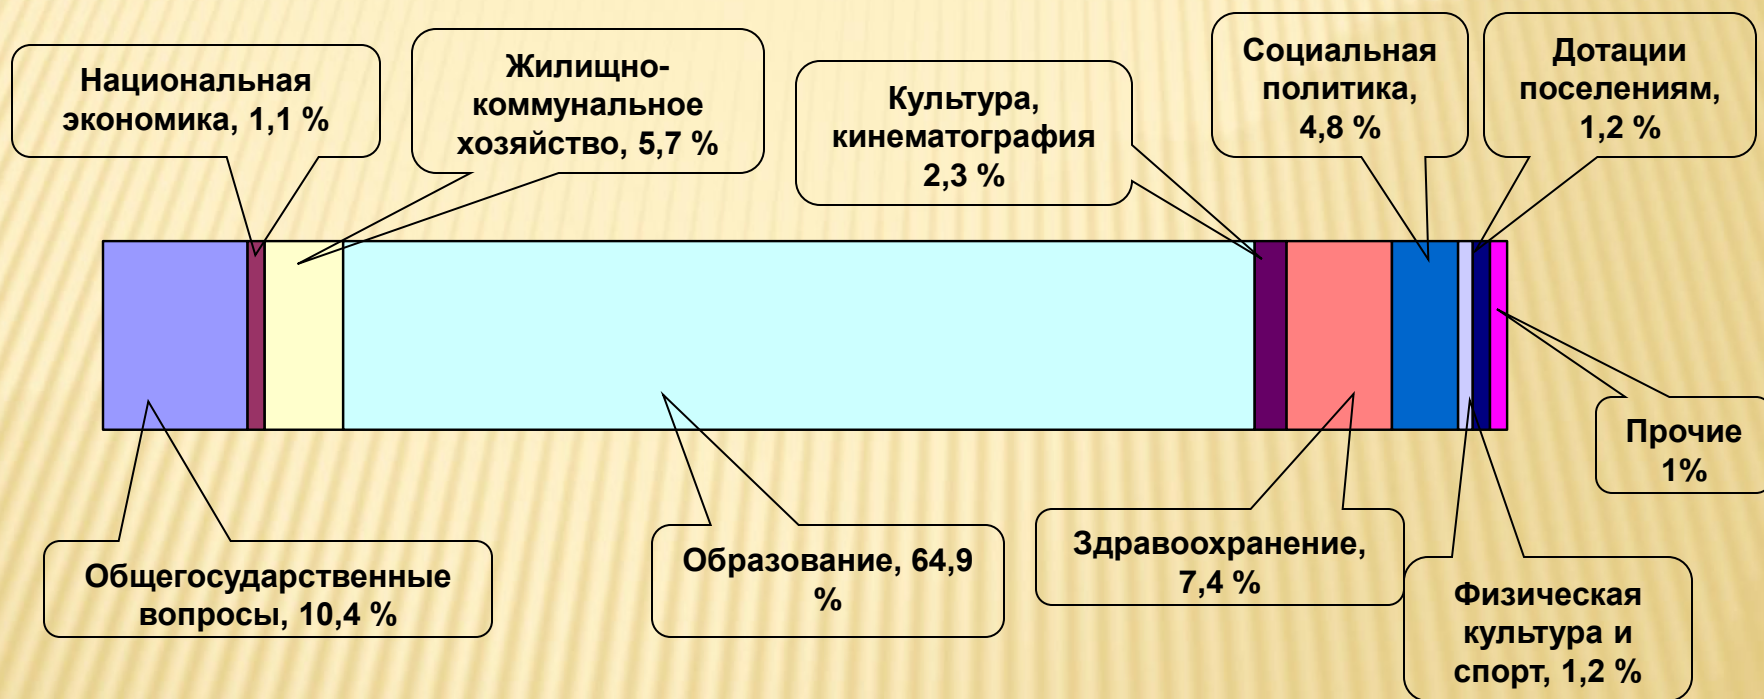 Национальная
экономика, 1,1 %
Жилищно-
коммунальное
хозяйство, 5,7 %
Культура,
кинематография
2,3 %
Социальная
политика,
4,8 %
Дотации
поселениям,
1,2 %
Общегосударственные
вопросы, 10,4 %
Образование, 64,9
%
Здравоохранение,
7,4 %
Физическая
культура и
спорт, 1,2 %
Прочие
1%